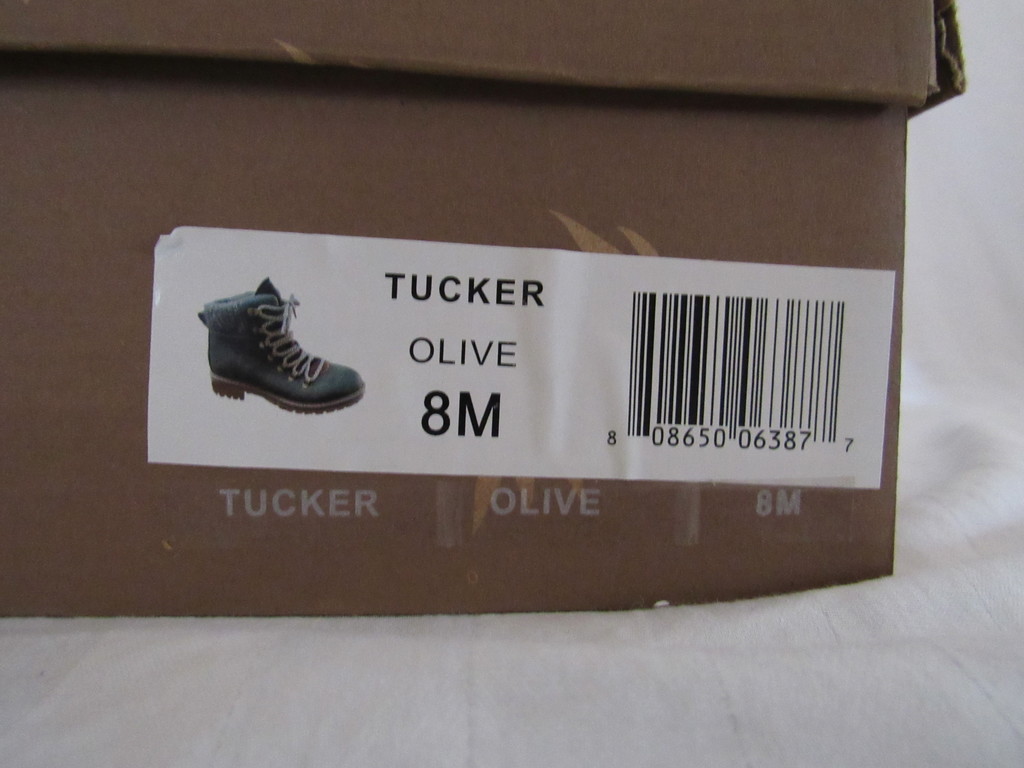 TUCKER
OLIVE
8M
8 08650 06387 7
TUCKER OLIVE 8M